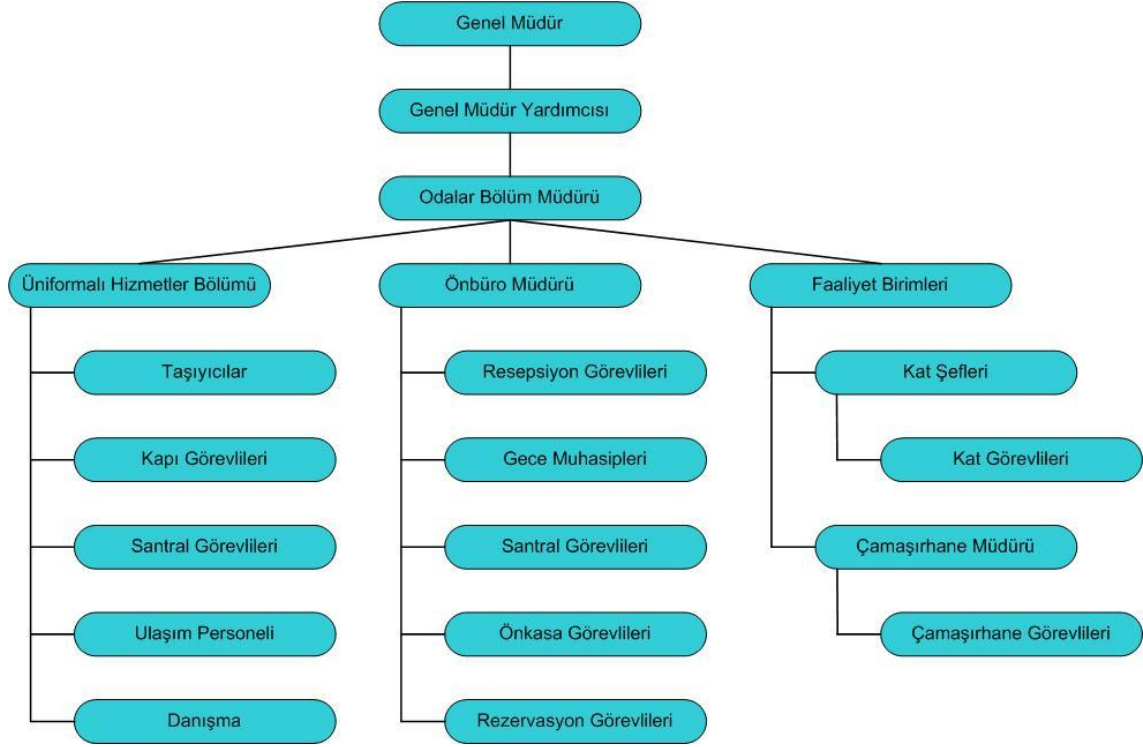 Genel Müdür
Genel Müdür Yardımcısı
Odalar Bölüm Müdürü
Üniformalı Hizmetler Bölümü
Taşıyıcılar
Kapı Görevlileri
Santral Görevlileri
Ulaşım Personeli
Danışma
Önbüro Müdürü
Resepsiyon Görevlileri
Gece Muhasipleri
Santral Görevlileri
Önkasa Görevlileri
Rezervasyon Görevlileri
Faaliyet Birimleri
Kat Şefleri
Kat Görevlileri
Çamaşırhane Müdürü
Çamaşırhane Görevlileri